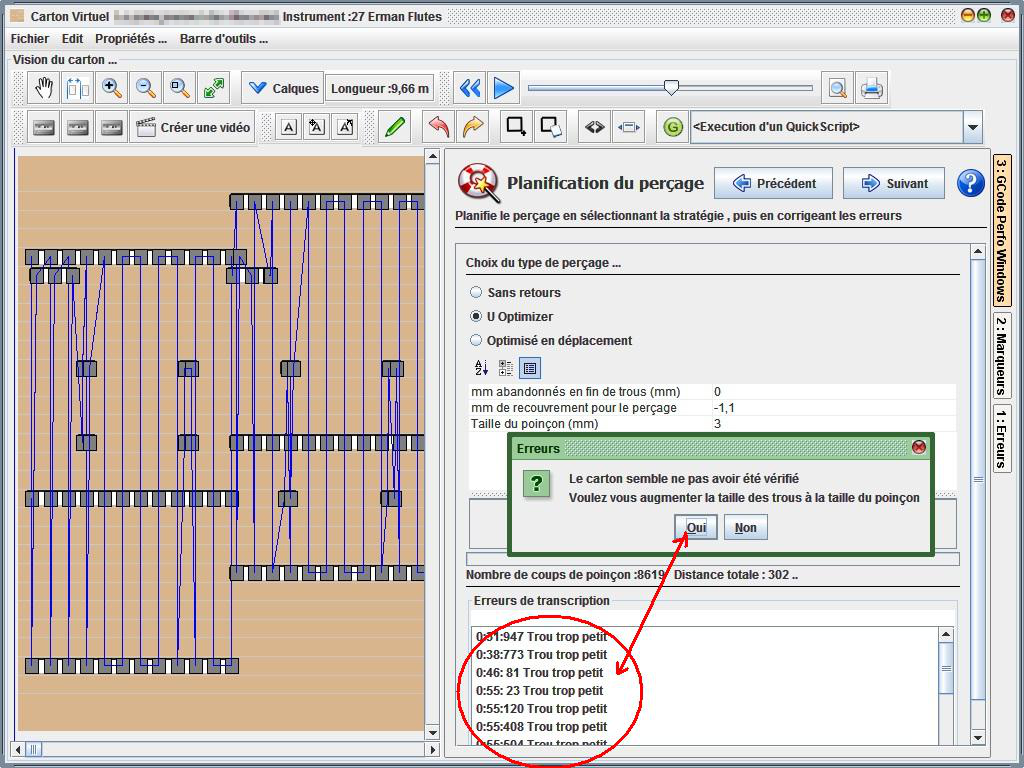 Carton Virtuel Instrument :27 Erman Flutes
Fichier Edit Propriétés ... Barre d'outils ...
Vision du carton ...
Calques Longueur :9,66 m
Créer une vidéo A A A G <Execution d'un QuickScript>
Planification du perçage Précédent Suivant ?
Planifie le perçage en sélectionnant la stratégie , puis en corrigeant les erreurs
3 : GCode Perfo Windows
2 : Marqueurs
1 : Erreurs
Choix du type de perçage ...
Sans retours
U Optimizer
Optimisé en déplacement
mm abandonnés en fin de trous (mm) 0
mm de recouvrement pour le perçage -1,1
Taille du poinçon (mm) 3
Erreurs
?
Le carton semble ne pas avoir été vérifié
Voulez vous augmenter la taille des trous à la taille du poinçon
Oui Non
Nombre de coups de poinçon :8619 Distance totale : 302 ..
Erreurs de transcription
0:31:947 Trou trop petit
0:38:773 Trou trop petit
0:46: 81 Trou trop petit
0:55: 23 Trou trop petit
0:55:120 Trou trop petit
0:55:408 Trou trop petit
0:55:504 Trou trop petit